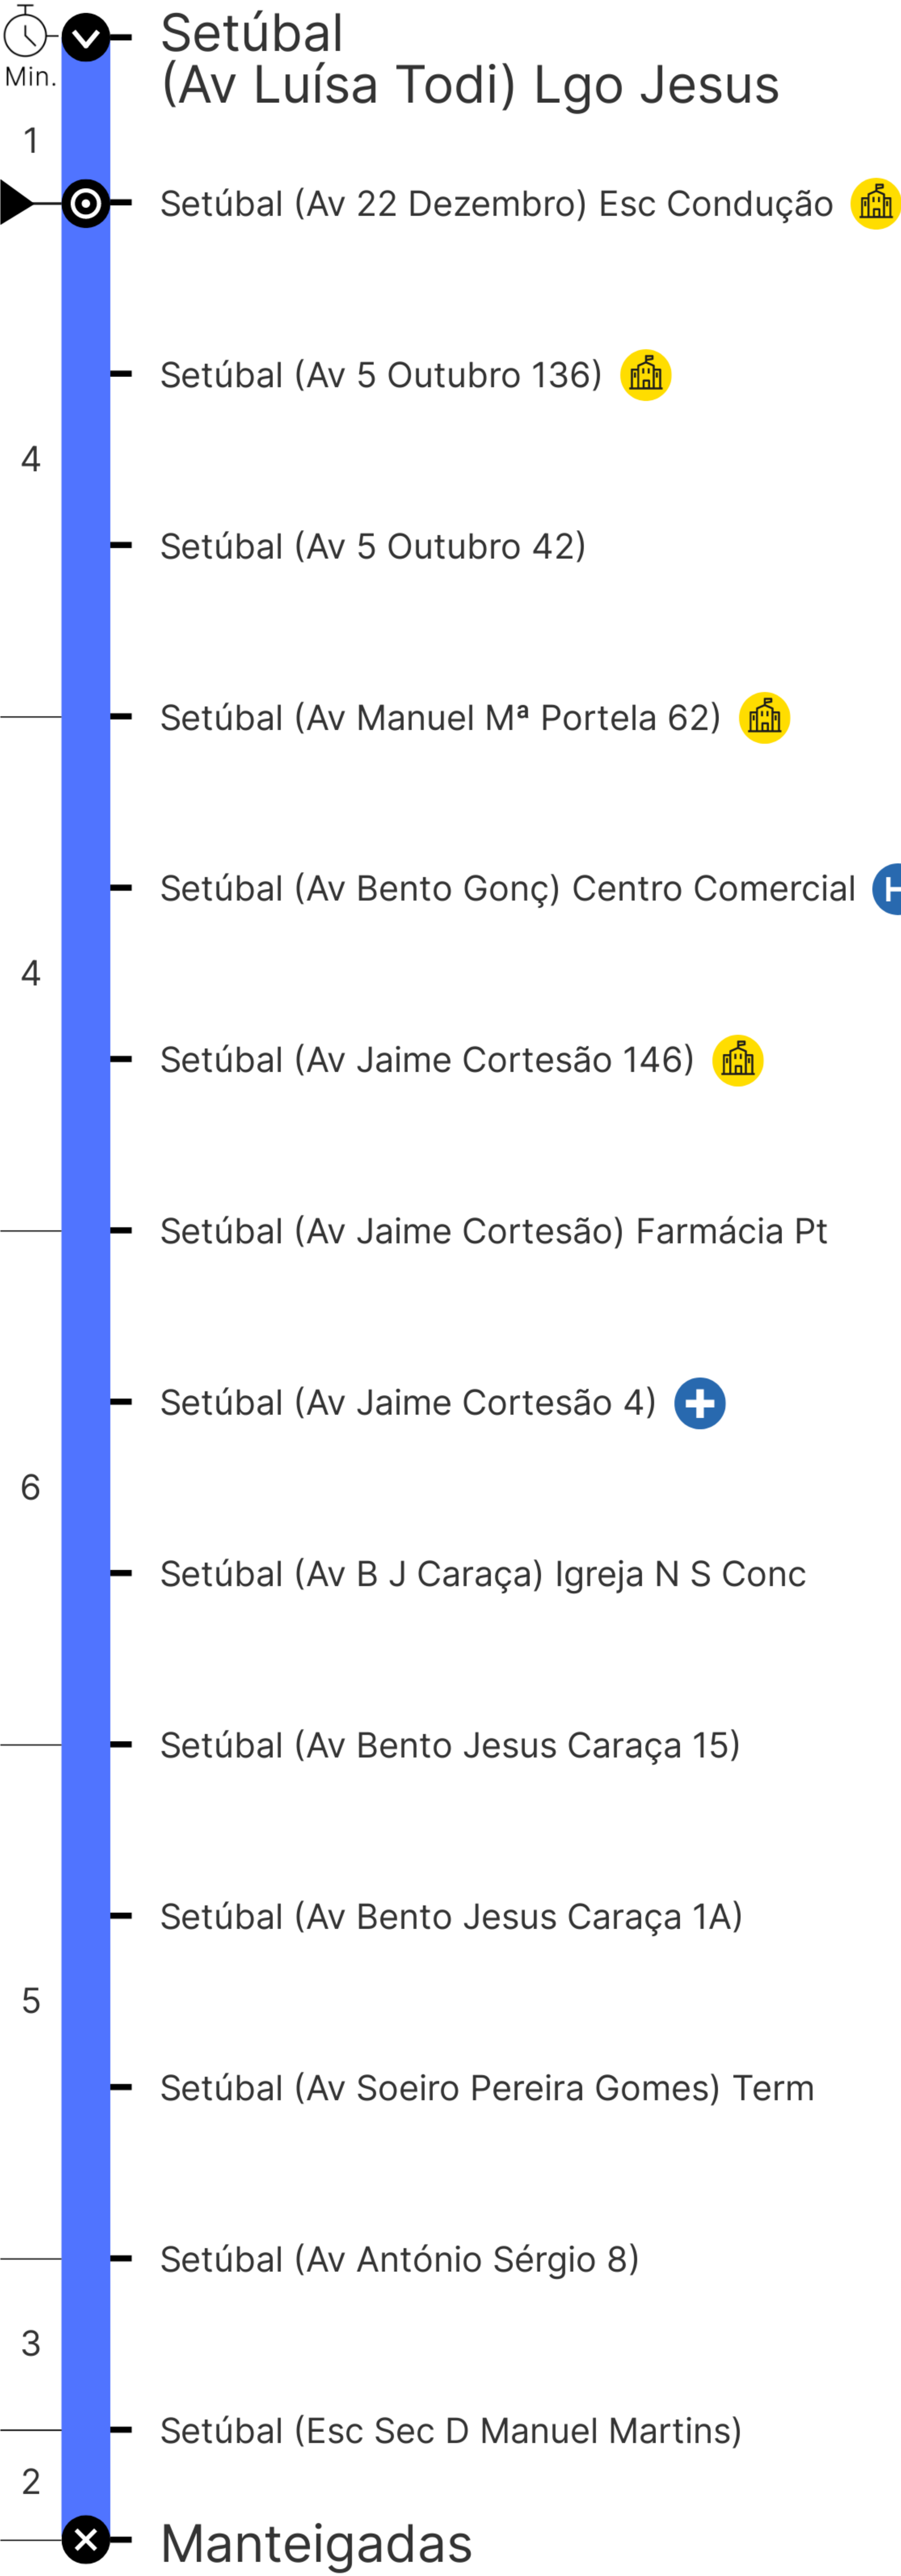 Setúbal
Min.
(Av Luísa Todi) Lgo Jesus
1
Setúbal (Av 22 Dezembro) Esc Condução
Setúbal (Av 5 Outubro 136)
4
Setúbal (Av 5 Outubro 42)
Setúbal (Av Manuel Mª Portela 62)
Setúbal (Av Bento Gonç) Centro Comercial H
4
Setúbal (Av Jaime Cortesão 146)
Setúbal (Av Jaime Cortesão) Farmácia Pt
Setúbal (Av Jaime Cortesão 4)
6
Setúbal (Av B J Caraça) Igreja N S Conc
Setúbal (Av Bento Jesus Caraça 15)
Setúbal (Av Bento Jesus Caraça 1A)
5
Setúbal (Av Soeiro Pereira Gomes) Term
Setúbal (Av António Sérgio 8)
3
Setúbal (Esc Sec D Manuel Martins)
2
Manteigadas